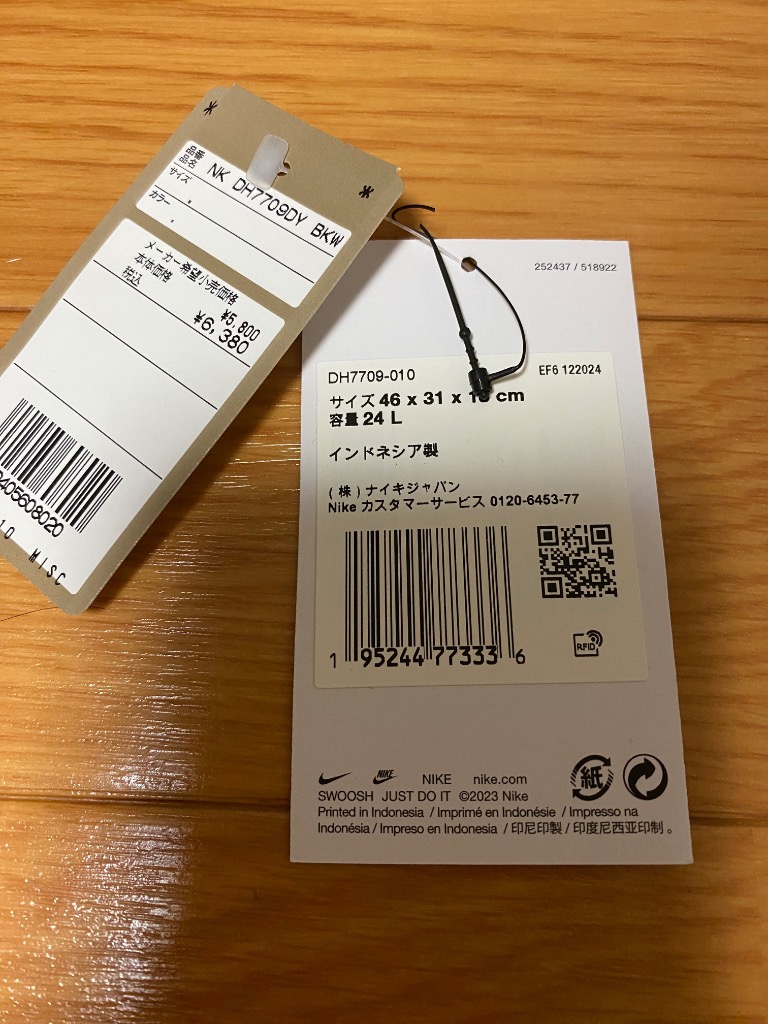 品番
品名
NK DH7709DY BKW
サイズ
カラー
メーカー希望小売価格
本体価格 ¥5,800
税込 ¥6,380
405608020
10 MISC
252437 / 518922
DH7709-010 EF6 122024
サイズ 46 x 31 x cm
容量 24 L
インドネシア製
(株)ナイキジャパン
Nike カスタマーサービス 0120-6453-77
RFID
1 95244 77333 6
NIKE NIKE nike.com
紙
SWOOSH JUST DO IT ©2023 Nike
Printed in Indonesia / Imprimé en Indonésie / Impresso na
Indonésia / Impreso en Indonesia / 印尼印製 / 印度尼西亚印制。